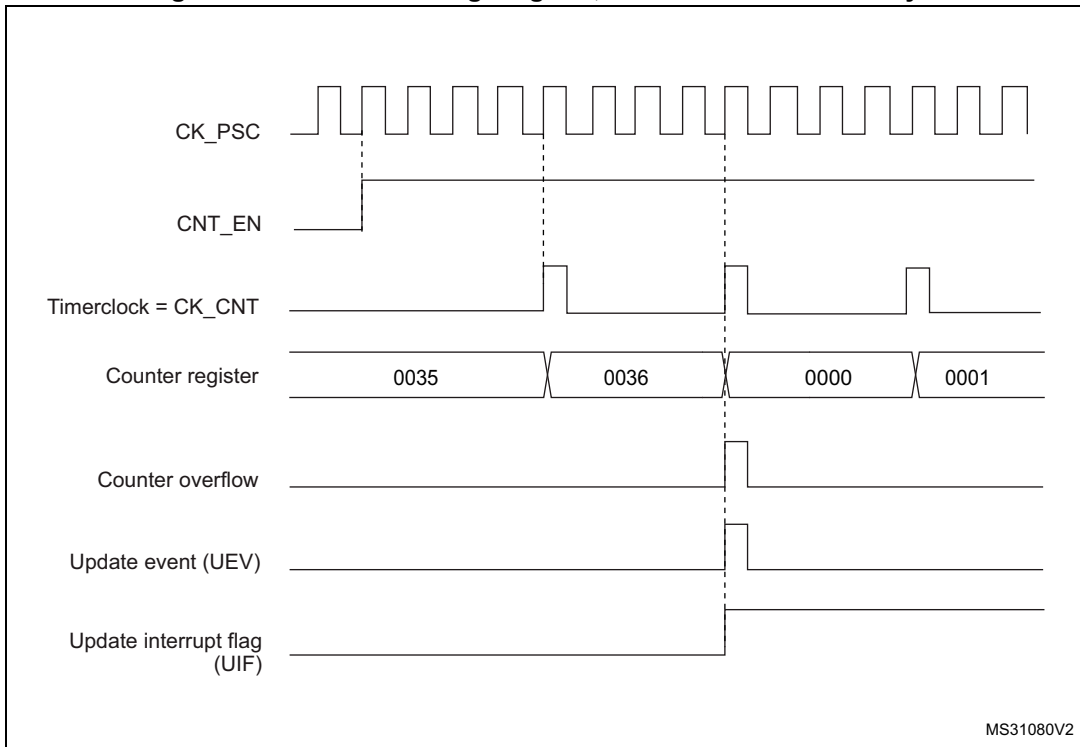 CK_PSC
CNT_EN
Timerclock = CK_CNT
Counter register
0035
0036
0000
0001
Counter overflow
Update event (UEV)
Update interrupt flag
(UIF)
MS31080V2